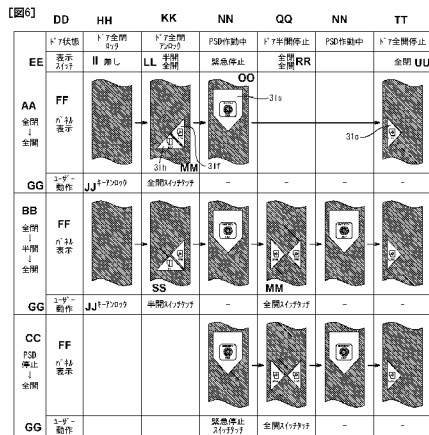 [図6]
DD HH KK NN QQ NN TT
ドア状態 ドア全閉ロック ドア全閉アンロック PSD作動中 ドア半開停止 PSD作動中 ドア全開停止
EE 表示スイッチ II 無し LL 半開 全開 緊急停止 全閉 全開 RR 全閉 UU
AA 全閉 ↓ 全開
FF パネル表示
OO 31a
31h 31f MM
31c
GG ユーザー動作 JJ キーアンロック 全開スイッチタッチ - - -
BB 全閉 ↓ 半開 ↓ 全開
FF パネル表示
SS MM
GG ユーザー動作 JJ キーアンロック 半開スイッチタッチ - 全開スイッチタッチ - -
CC PSD停止 ↓ 全開
FF パネル表示
GG ユーザー動作 緊急停止スイッチタッチ 全開スイッチタッチ - -